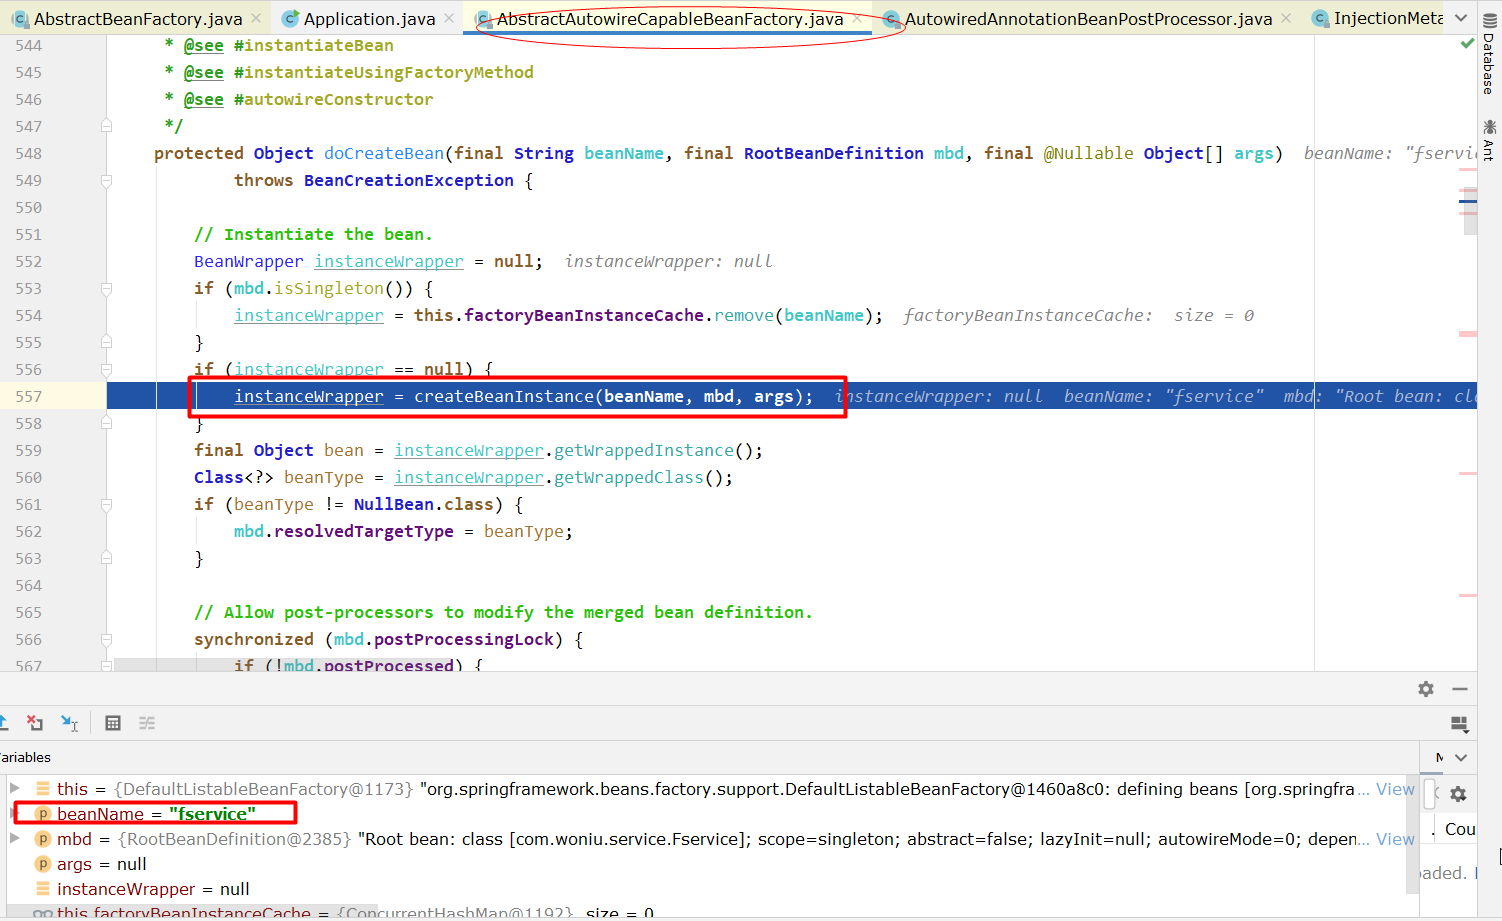 AbstractBeanFactory.java
Application.java
AbstractAutowireCapableBeanFactory.java
AutowiredAnnotationBeanPostProcessor.java
InjectionMeta
Database
Ant
544 * @see #instantiateBean
545 * @see #instantiateUsingFactoryMethod
546 * @see #autowireConstructor
547 */
548 protected Object doCreateBean(final String beanName, final RootBeanDefinition mbd, final @Nullable Object[] args) beanName: "fservi
549 throws BeanCreationException {
550
551 // Instantiate the bean.
552 BeanWrapper instanceWrapper = null; instanceWrapper: null
553 if (mbd.isSingleton()) {
554 instanceWrapper = this.factoryBeanInstanceCache.remove(beanName); factoryBeanInstanceCache: size = 0
555 }
556 if (instanceWrapper == null) {
557 instanceWrapper = createBeanInstance(beanName, mbd, args); instanceWrapper: null beanName: "fservice" mbd: "Root bean: cl
558 }
559 final Object bean = instanceWrapper.getWrappedInstance();
560 Class<?> beanType = instanceWrapper.getWrappedClass();
561 if (beanType != NullBean.class) {
562 mbd.resolvedTargetType = beanType;
563 }
564
565 // Allow post-processors to modify the merged bean definition.
566 synchronized (mbd.postProcessingLock) {
567 if (!mbd.postProcessed) {
ariables
this = {DefaultListableBeanFactory@1173} "org.springframework.beans.factory.support.DefaultListableBeanFactory@1460a8c0: defining beans [org.springfra... View
beanName = "fservice"
mbd = {RootBeanDefinition@2385} "Root bean: class [com.woniu.service.Fservice]; scope=singleton; abstract=false; lazyInit=null; autowireMode=0; depen... View
args = null
instanceWrapper = null
this.factoryBeanInstanceCache = {ConcurrentHashMap@1192} size = 0
M
Cou
oaded.